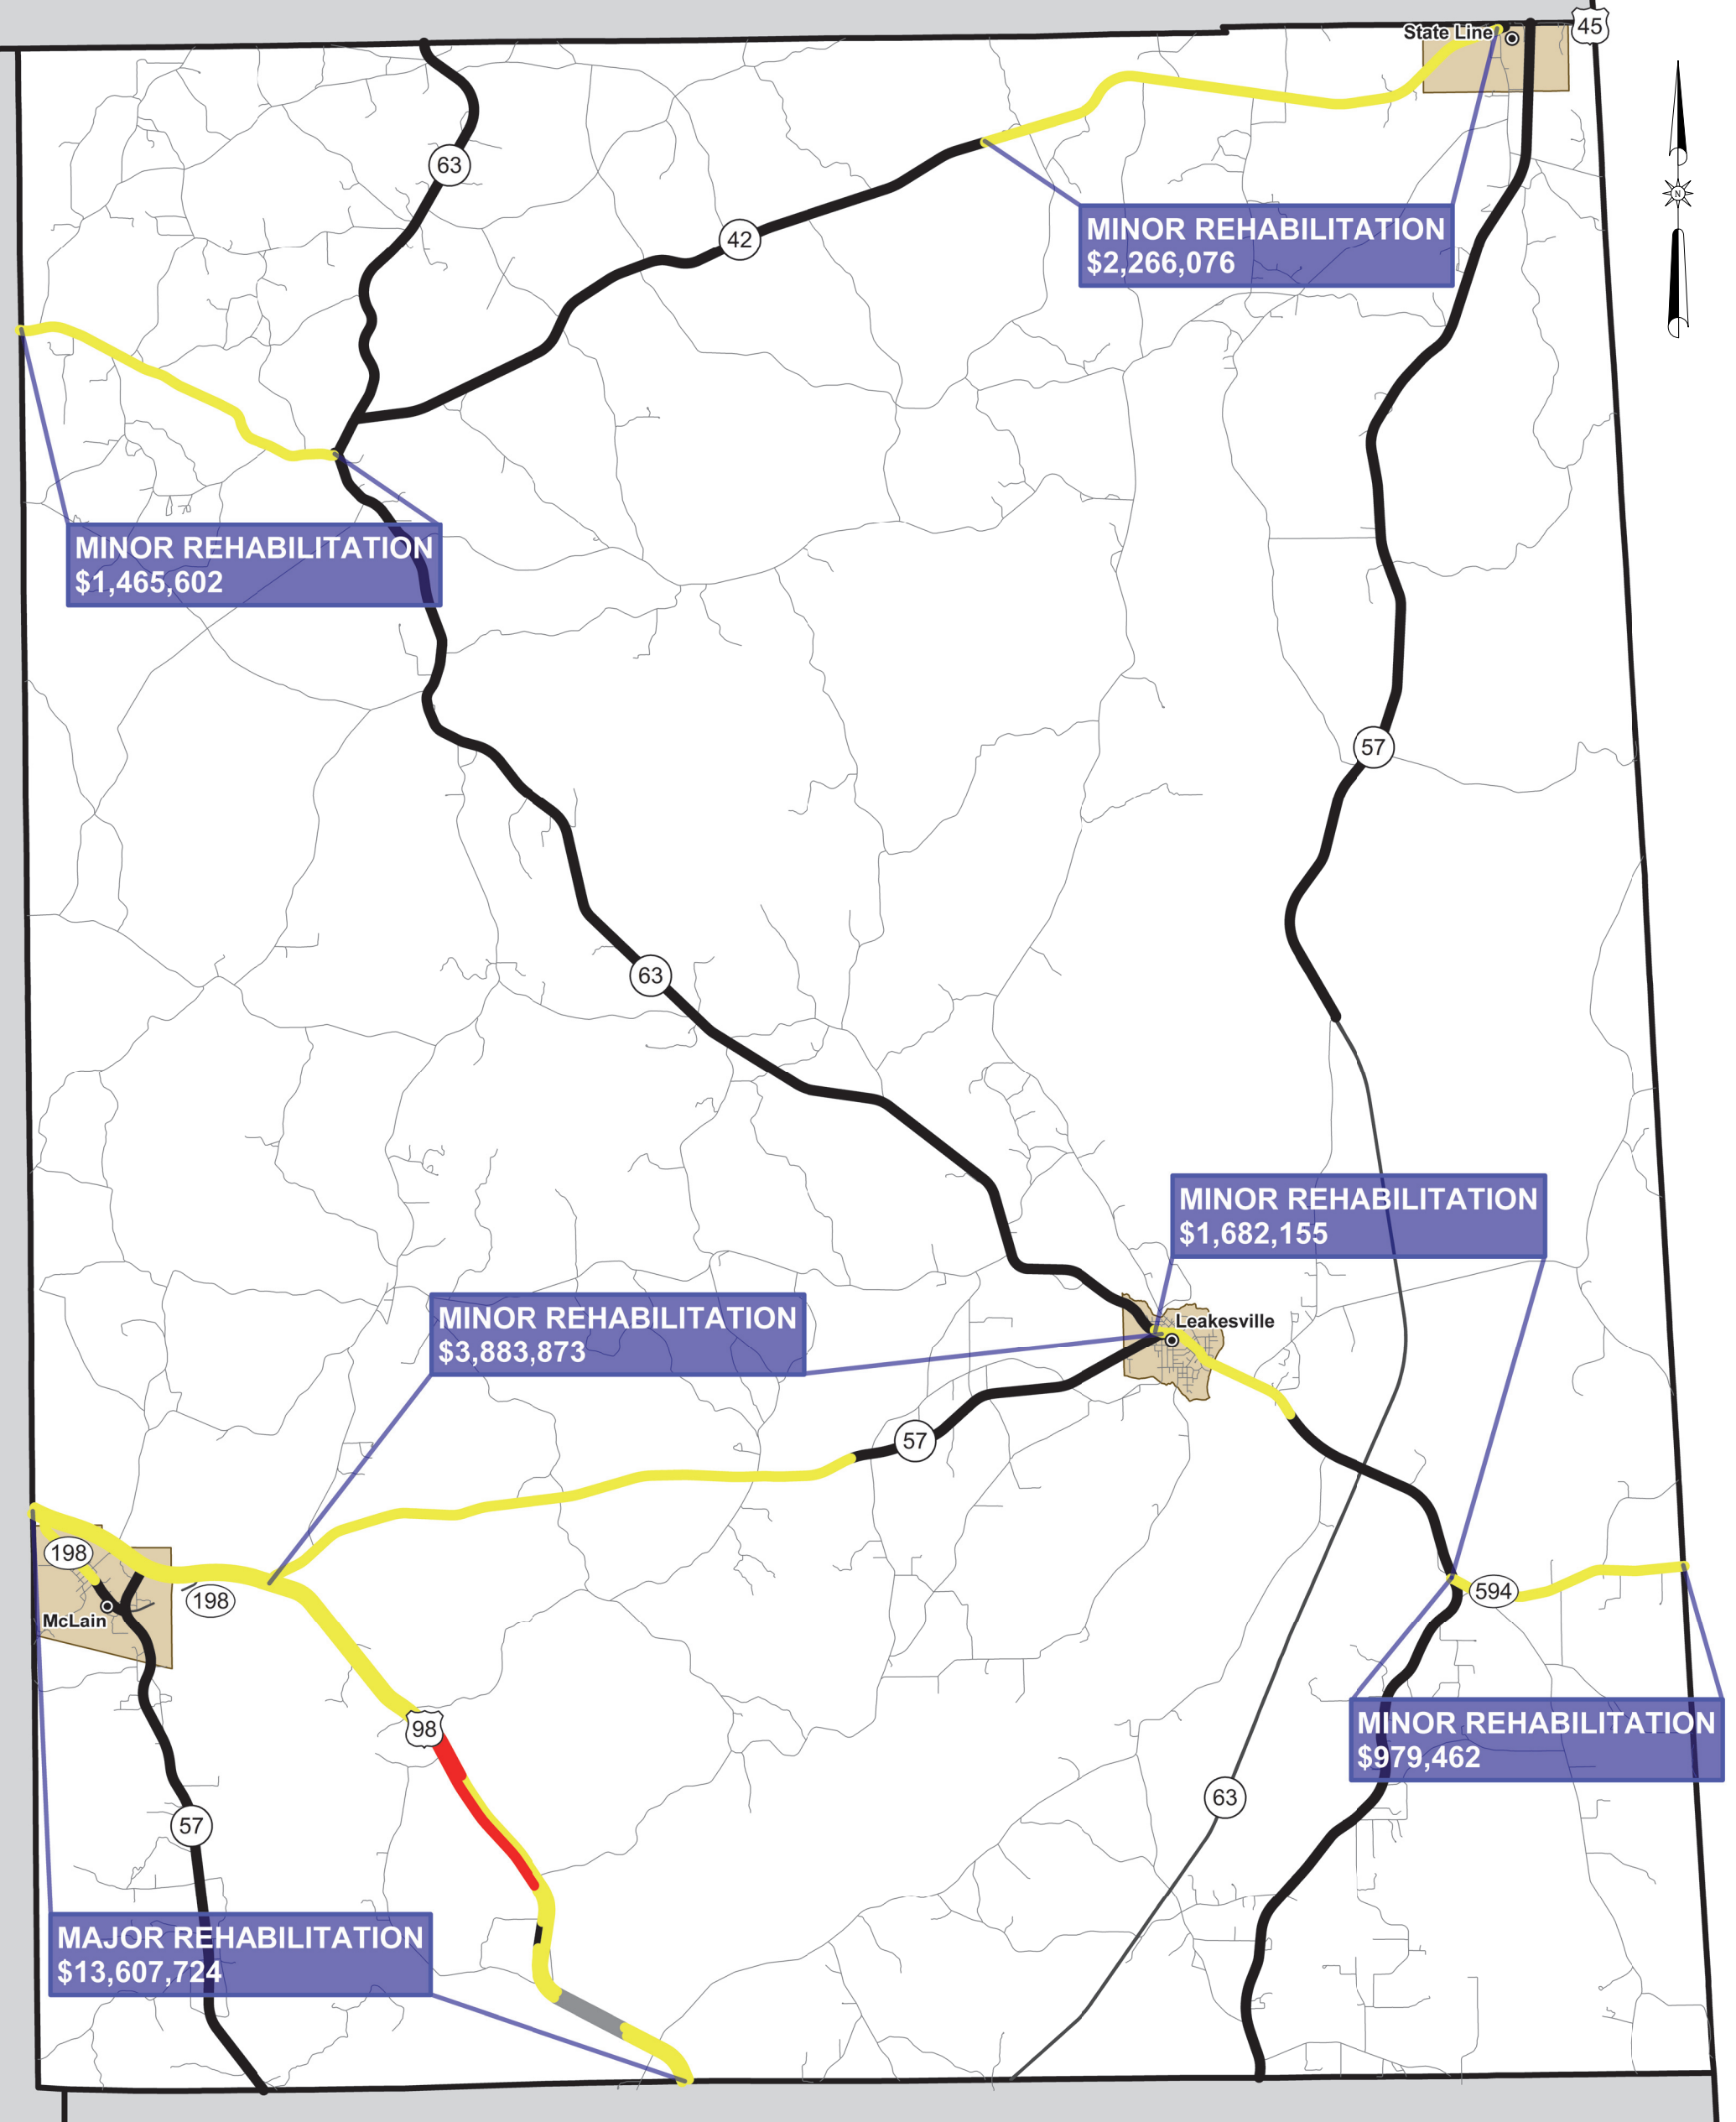 State Line
45
63
42
N
MINOR REHABILITATION
$2,266,076
MINOR REHABILITATION
$1,465,602
57
63
MINOR REHABILITATION
$1,682,155
MINOR REHABILITATION
$3,883,873
Leakesville
57
198
198
McLain
594
98
MINOR REHABILITATION
$979,462
63
57
MAJOR REHABILITATION
$13,607,724